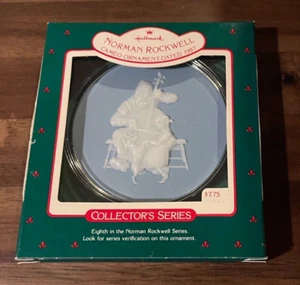 Hallmark
NORMAN ROCKWELL
CAMEO ORNAMENT DATED 1987
$7.75
COLLECTOR'S SERIES
Eighth in the Norman Rockwell Series
Look for series verification on this ornament.